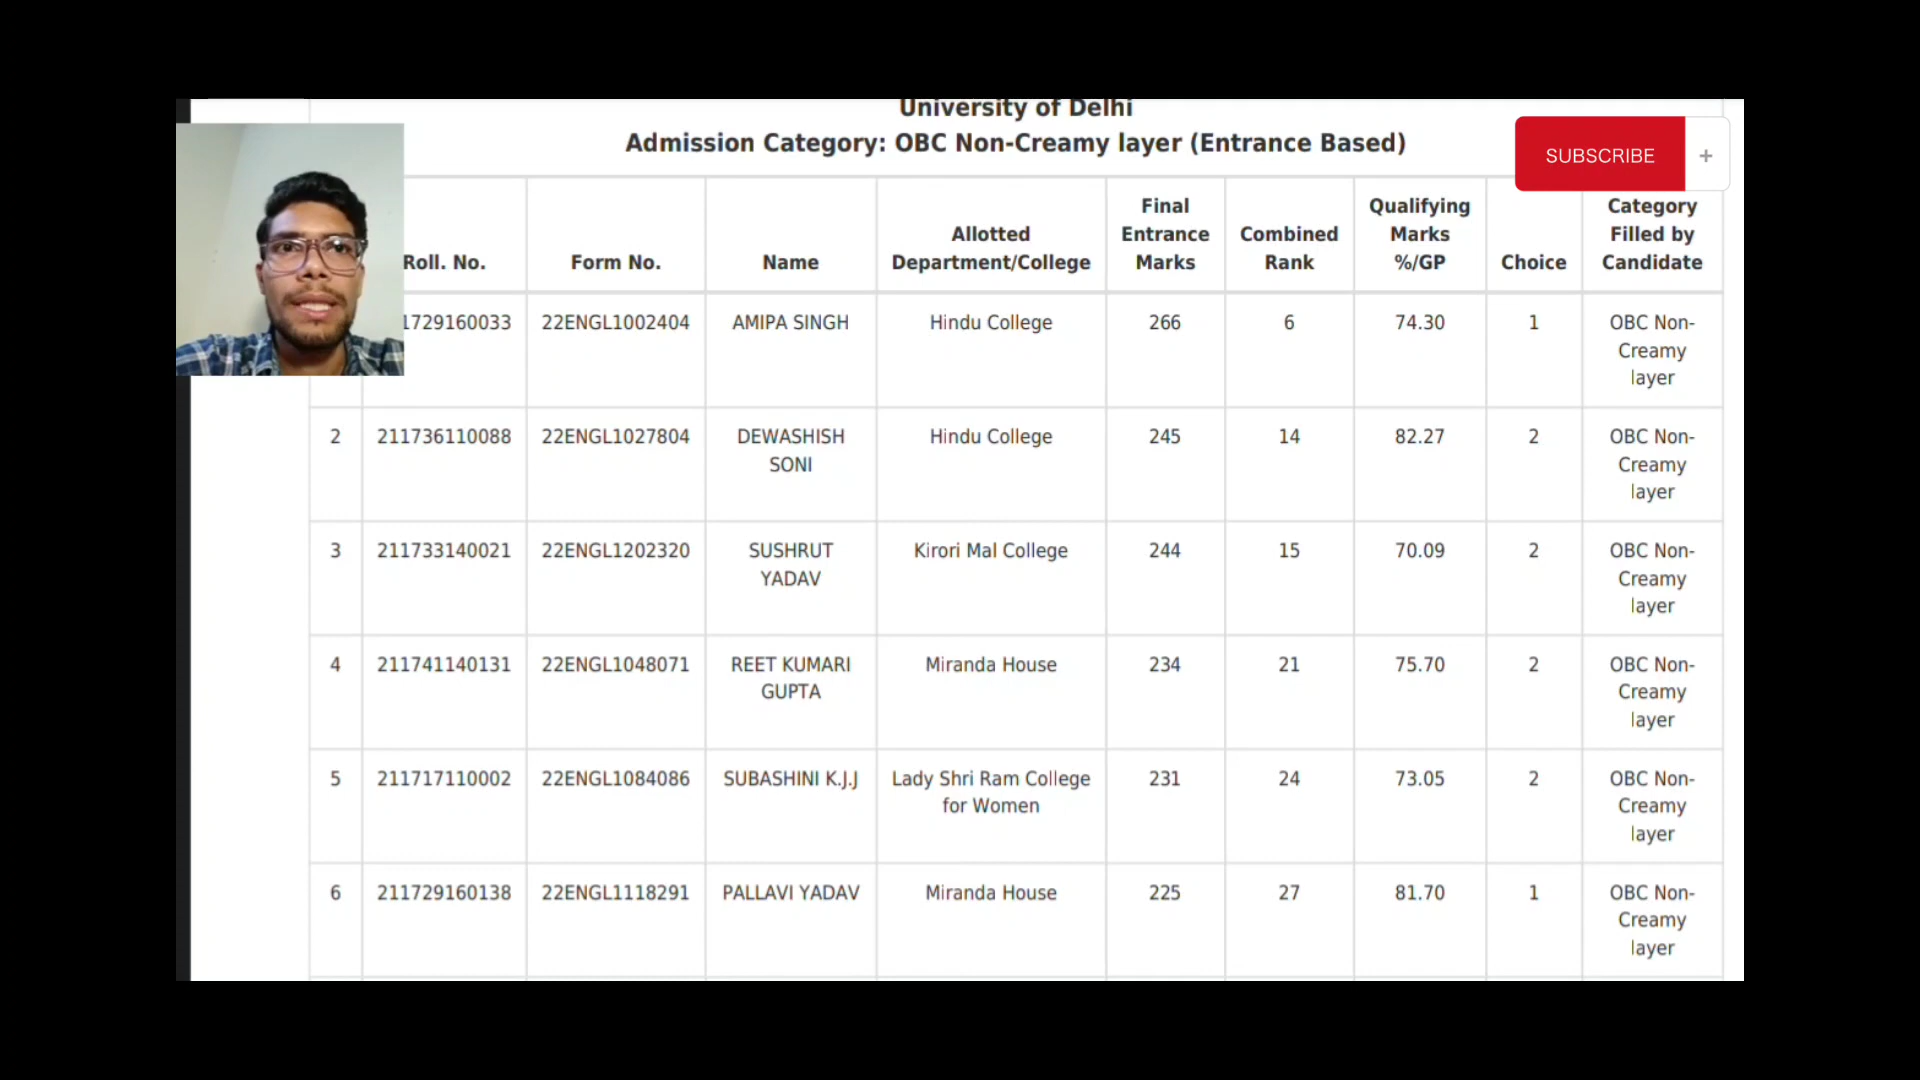 University of Delhi
Admission Category: OBC Non-Creamy layer (Entrance Based)
SUBSCRIBE +
Roll. No. Form No. Name Allotted Department/College Final Entrance Marks Combined Rank Qualifying Marks %/GP Choice Category Filled by Candidate
1729160033 22ENGL1002404 AMIPA SINGH Hindu College 266 6 74.30 1 OBC Non-Creamy layer
2 211736110088 22ENGL1027804 DEWASHISH SONI Hindu College 245 14 82.27 2 OBC Non-Creamy layer
3 211733140021 22ENGL1202320 SUSHRUT YADAV Kirori Mal College 244 15 70.09 2 OBC Non-Creamy layer
4 211741140131 22ENGL1048071 REET KUMARI GUPTA Miranda House 234 21 75.70 2 OBC Non-Creamy layer
5 211717110002 22ENGL1084086 SUBASHINI K.J.J Lady Shri Ram College for Women 231 24 73.05 2 OBC Non-Creamy layer
6 211729160138 22ENGL1118291 PALLAVI YADAV Miranda House 225 27 81.70 1 OBC Non-Creamy layer